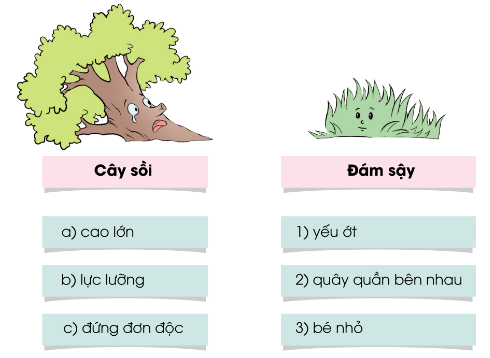 Cây sồi
Đám sậy
a) cao lớn
1) yếu ớt
b) lực lưỡng
2) quây quần bên nhau
c) đứng đơn độc
3) bé nhỏ